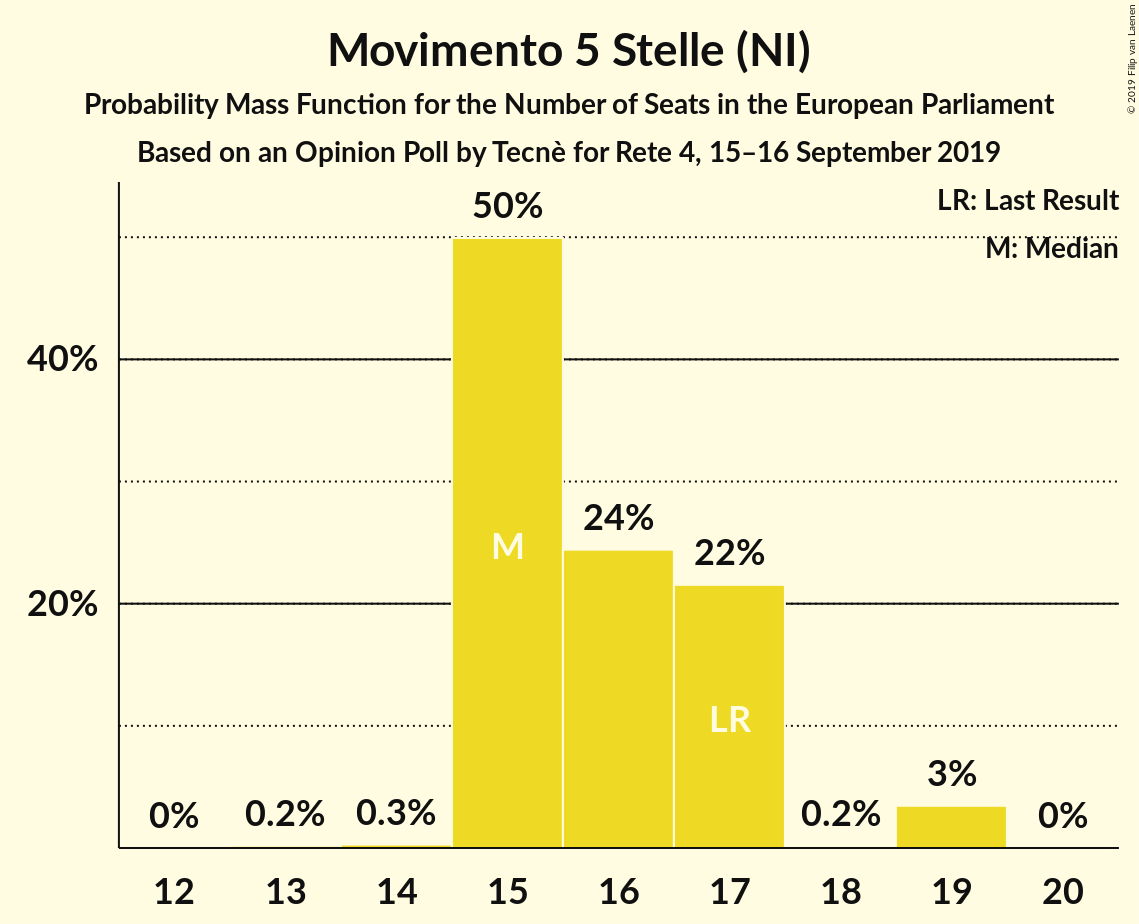 Movimento 5 Stelle (NI)
Probability Mass Function for the Number of Seats in the European Parliament
Based on an Opinion Poll by Tecnè for Rete 4, 15–16 September 2019
© 2019 Filip van Laenen
LR: Last Result
M: Median
50%
40%
24%
M
22%
20%
LR
3%
0% 0.2% 0.3% 0.2% 0%
12 13 14 15 16 17 18 19 20